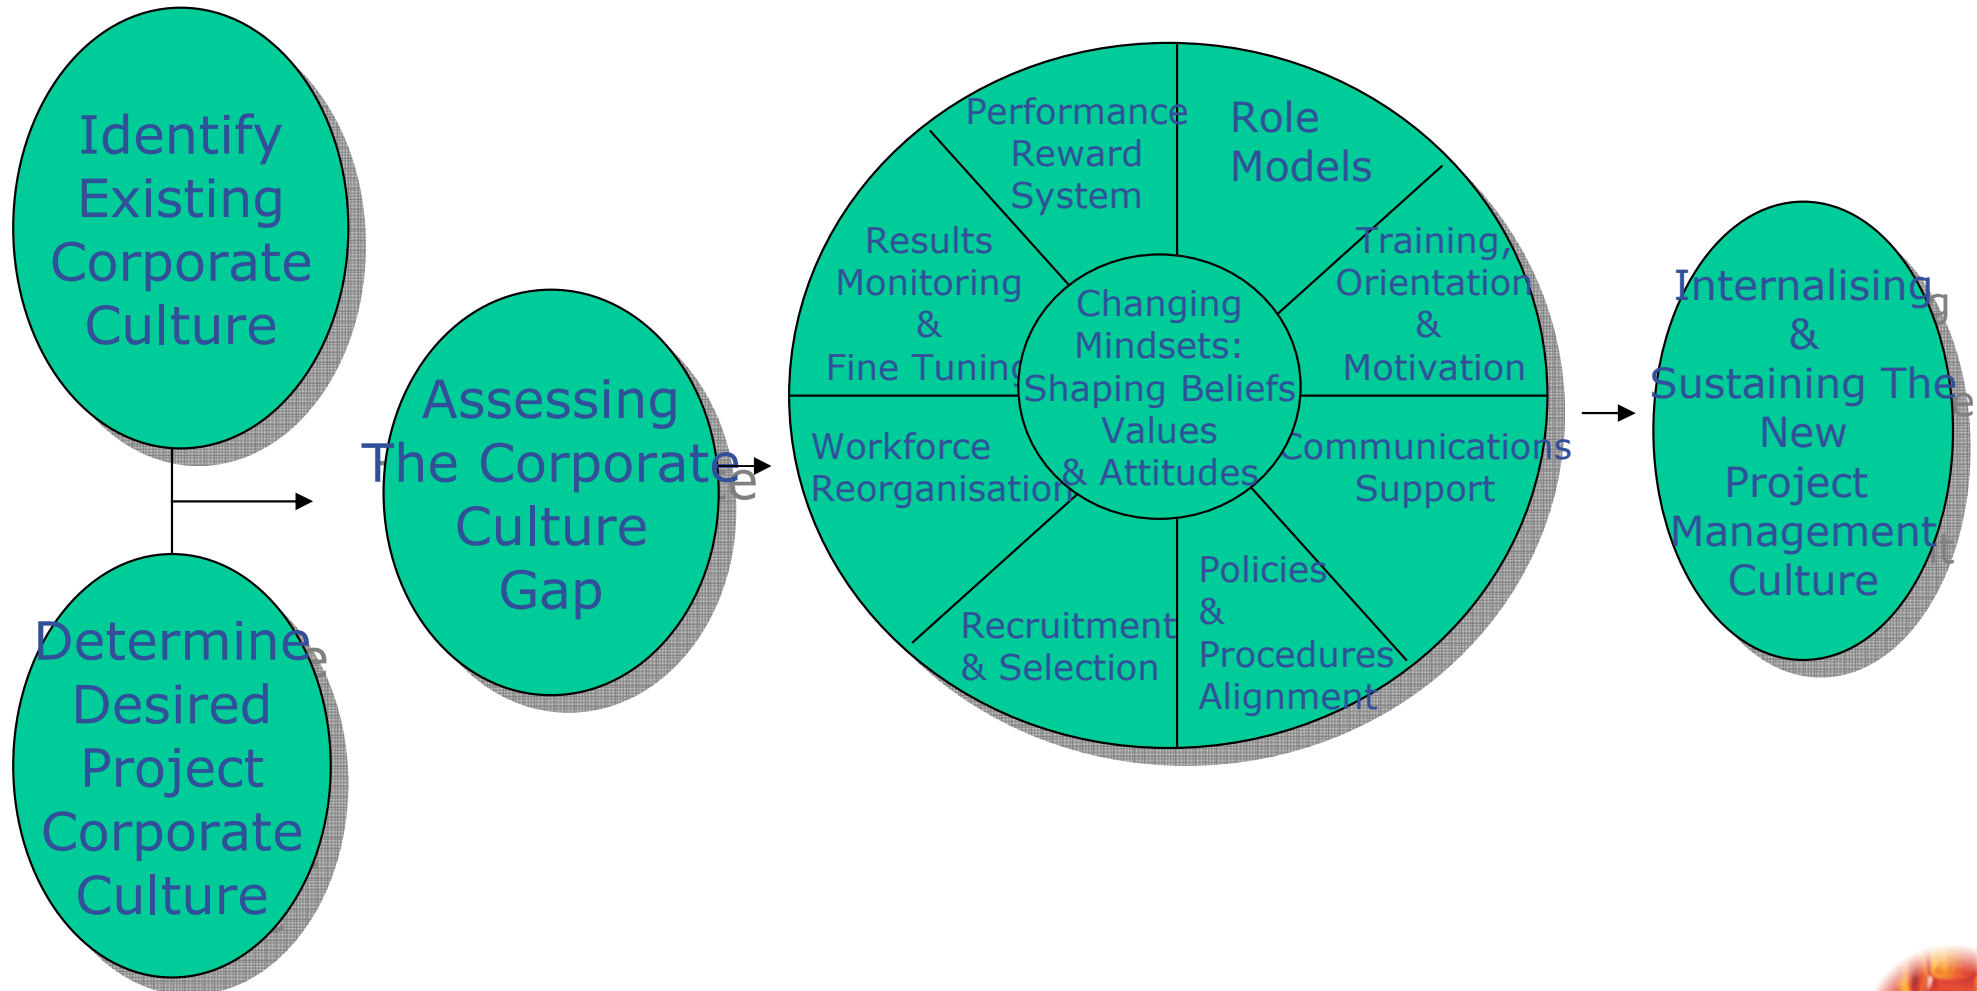 Identify
Existing
Corporate
Culture
Determine
Desired
Project
Corporate
Culture
Assessing
The Corporate
Culture
Gap
Performance
Reward
System
Role
Models
Results
Monitoring
&
Fine Tuning
Training,
Orientation
&
Motivation
Changing
Mindsets:
Shaping Beliefs
Values
& Attitudes
Workforce
Reorganisation
Communications
Support
Recruitment
& Selection
Policies
&
Procedures
Alignment
Internalising
&
Sustaining The
New
Project
Management
Culture